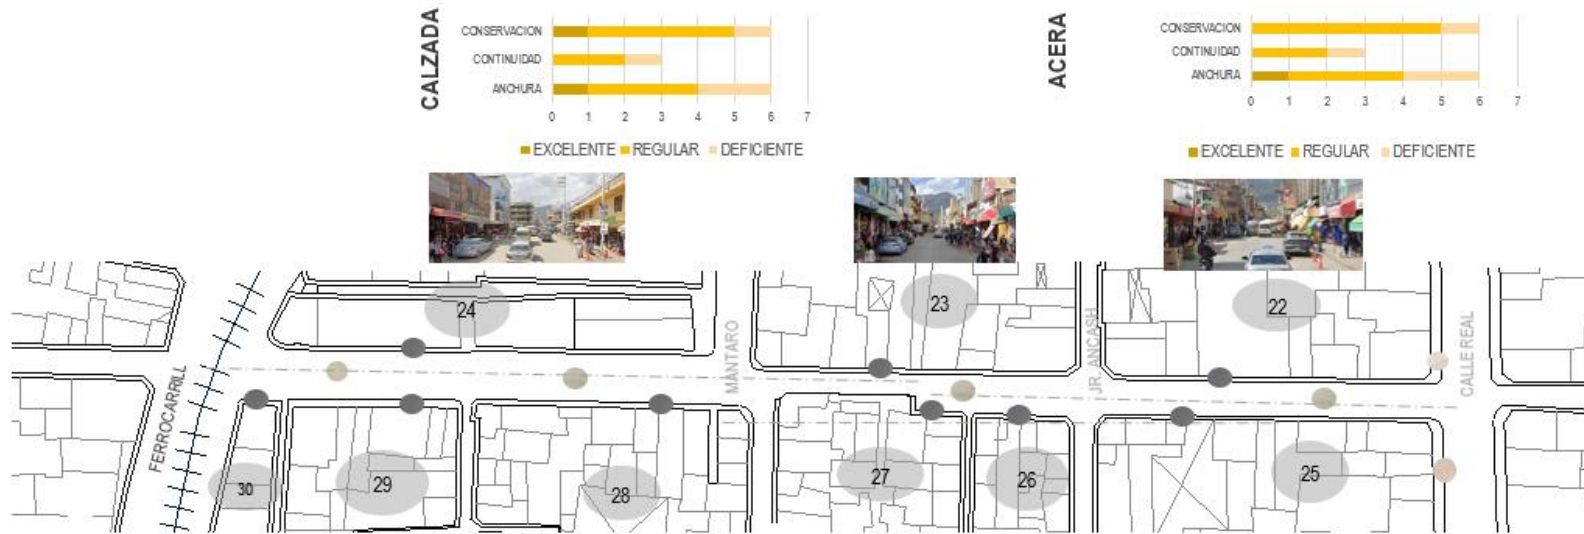 CALZADA
CONSERVACION
CONTINUIDAD
ANCHURA
0 1 2 3 4 5 6 7
EXCELENTE REGULAR DEFICIENTE
ACERA
CONSERVACION
CONTINUIDAD
ANCHURA
0 1 2 3 4 5 6 7
EXCELENTE REGULAR DEFICIENTE
24
23
22
MANTARO
JR. ANCASH
CALLE REAL
FERROCARRILL
30
29
28
27
26
25